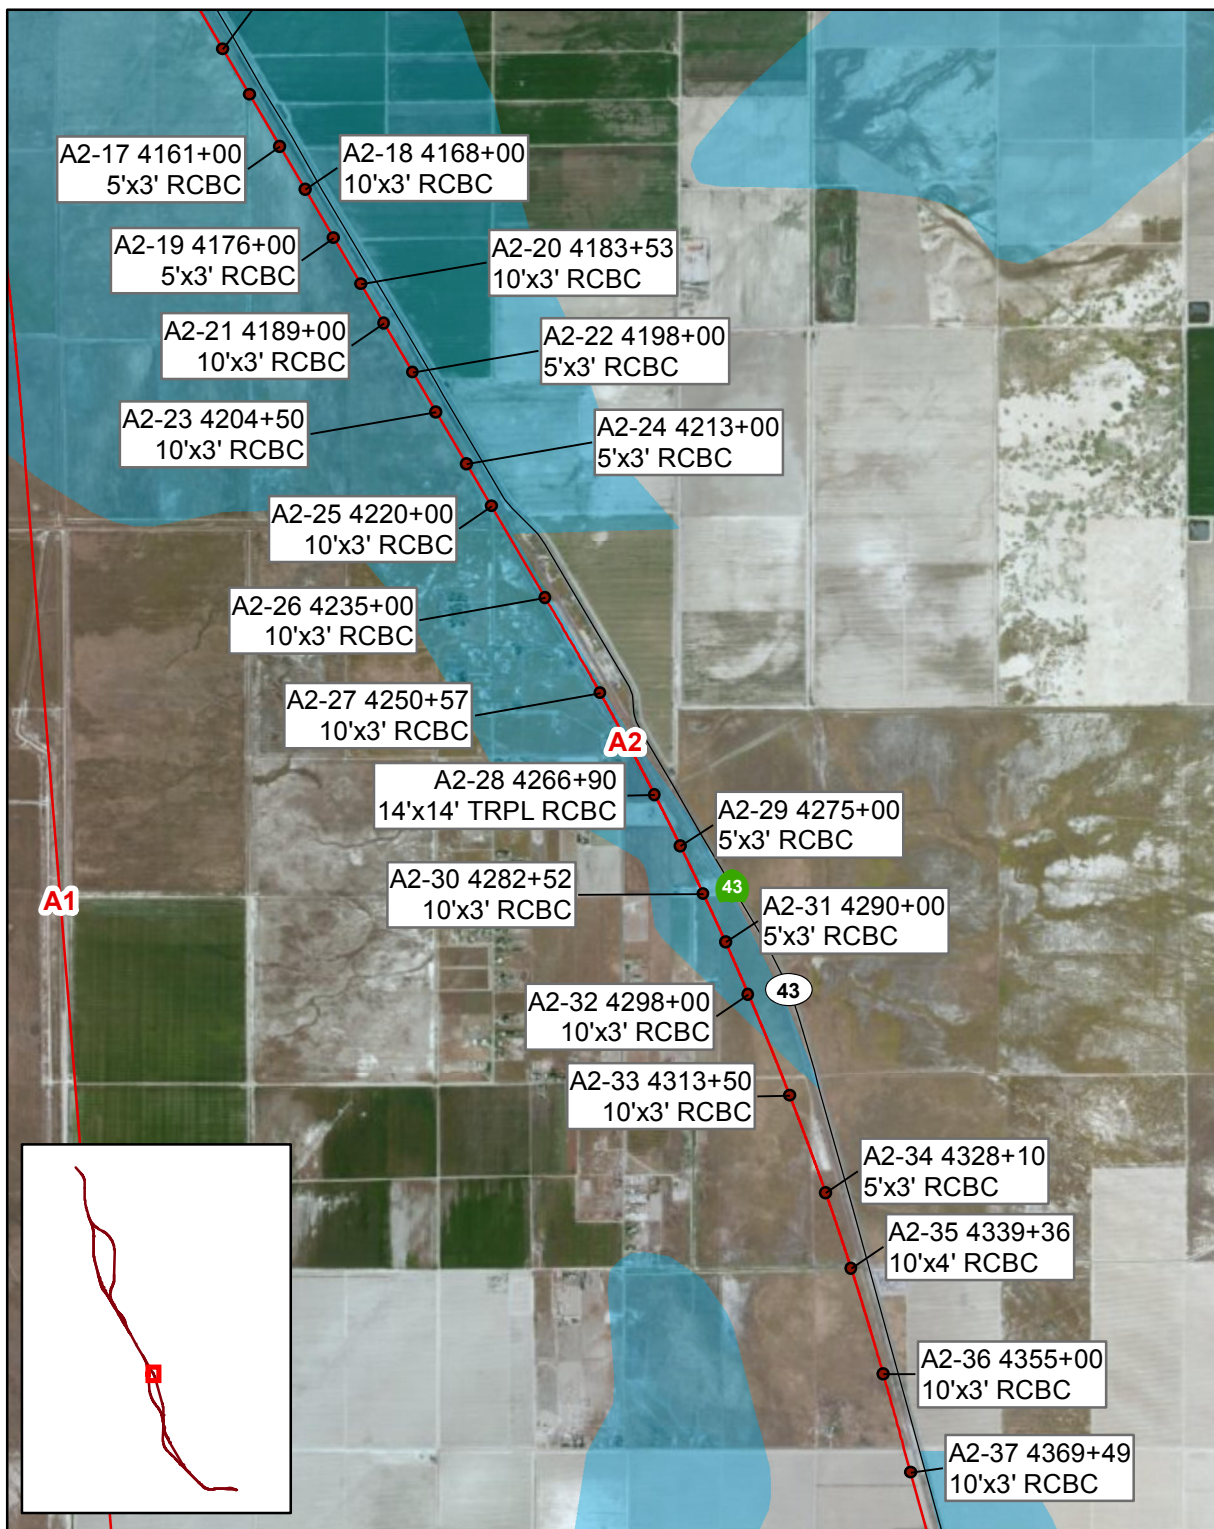 A2-17 4161+00
5'x3' RCBC
A2-18 4168+00
10'x3' RCBC
A2-19 4176+00
5'x3' RCBC
A2-20 4183+53
10'x3' RCBC
A2-21 4189+00
10'x3' RCBC
A2-22 4198+00
5'x3' RCBC
A2-23 4204+50
10'x3' RCBC
A2-24 4213+00
5'x3' RCBC
A2-25 4220+00
10'x3' RCBC
A2-26 4235+00
10'x3' RCBC
A2-27 4250+57
10'x3' RCBC
A2
A2-28 4266+90
14'x14' TRPL RCBC
A2-29 4275+00
5'x3' RCBC
A2-30 4282+52
10'x3' RCBC
43
A1
A2-31 4290+00
5'x3' RCBC
43
A2-32 4298+00
10'x3' RCBC
A2-33 4313+50
10'x3' RCBC
A2-34 4328+10
5'x3' RCBC
A2-35 4339+36
10'x4' RCBC
A2-36 4355+00
10'x3' RCBC
A2-37 4369+49
10'x3' RCBC